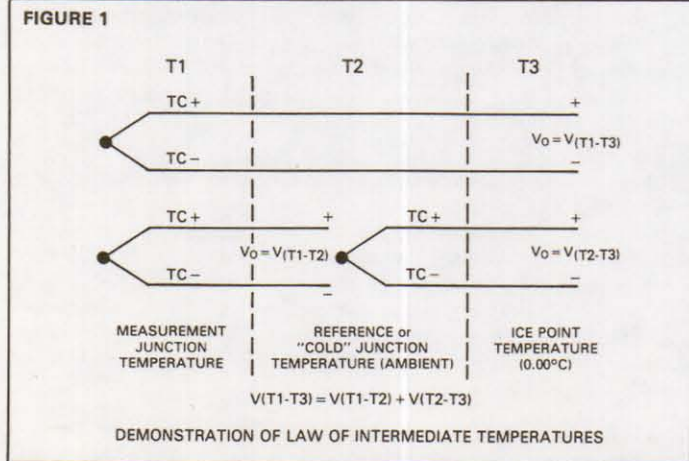 FIGURE 1
T1 T2 T3
TC+ +
Vo = V(T1-T3)
TC− −
TC+ + TC+ +
Vo = V(T1-T2) Vo = V(T2-T3)
TC− − TC− −
MEASUREMENT REFERENCE or ICE POINT
JUNCTION "COLD" JUNCTION TEMPERATURE
TEMPERATURE TEMPERATURE (AMBIENT) (0.00°C)
V(T1-T3) = V(T1-T2) + V(T2-T3)
DEMONSTRATION OF LAW OF INTERMEDIATE TEMPERATURES